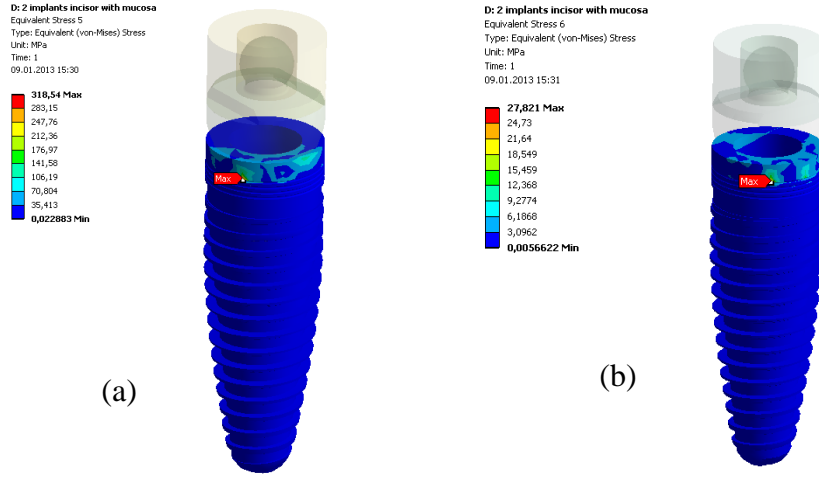 D: 2 implants incisor with mucosa
Equivalent Stress 5
Type: Equivalent (von-Mises) Stress
Unit: MPa
Time: 1
09.01.2013 15:30
318,54 Max
283,15
247,76
212,36
176,97
141,58
106,19
70,804
35,413
0,022883 Min
Max
(a)
D: 2 implants incisor with mucosa
Equivalent Stress 6
Type: Equivalent (von-Mises) Stress
Unit: MPa
Time: 1
09.01.2013 15:31
27,821 Max
24,73
21,64
18,549
15,459
12,368
9,2774
6,1868
3,0962
0,0056622 Min
Max
(b)